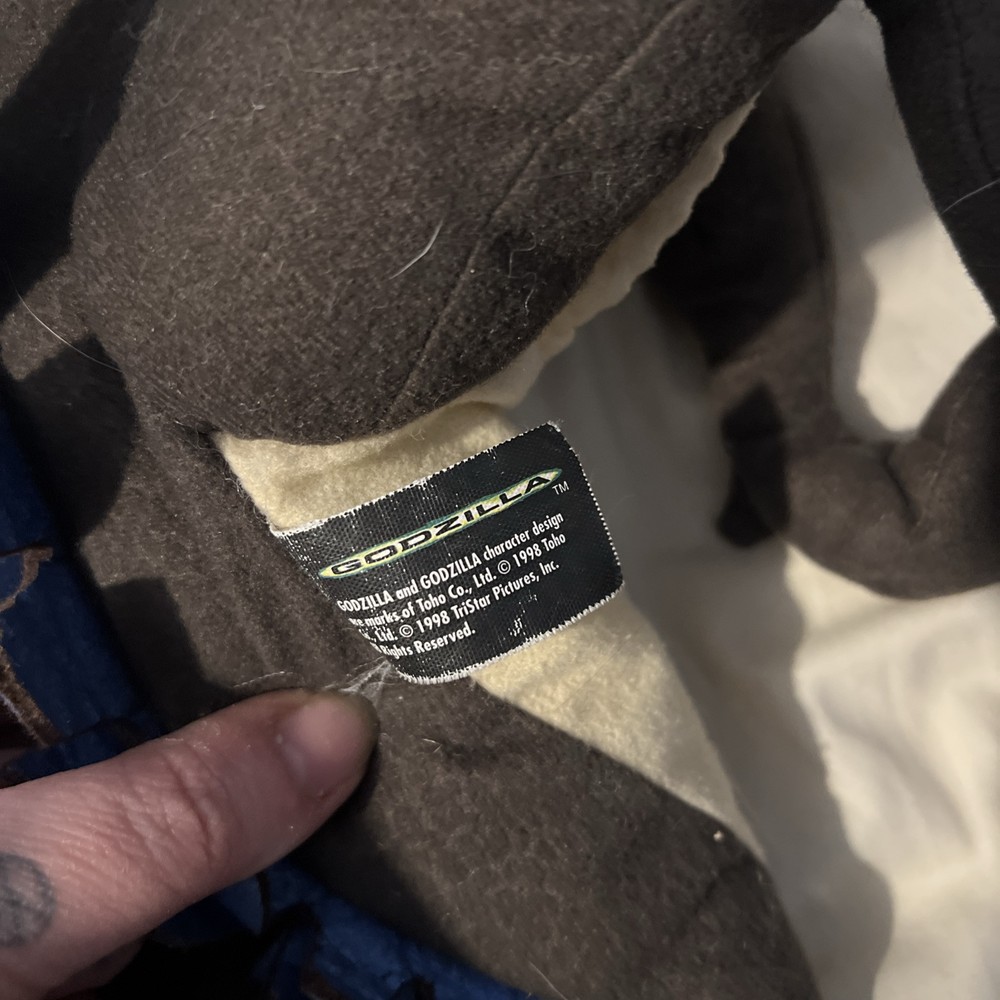 GODZILLA TM
GODZILLA and GODZILLA character design
marks of Toho Co., Ltd. © 1998 Toho
Ltd. © 1998 TriStar Pictures, Inc.
Rights Reserved.